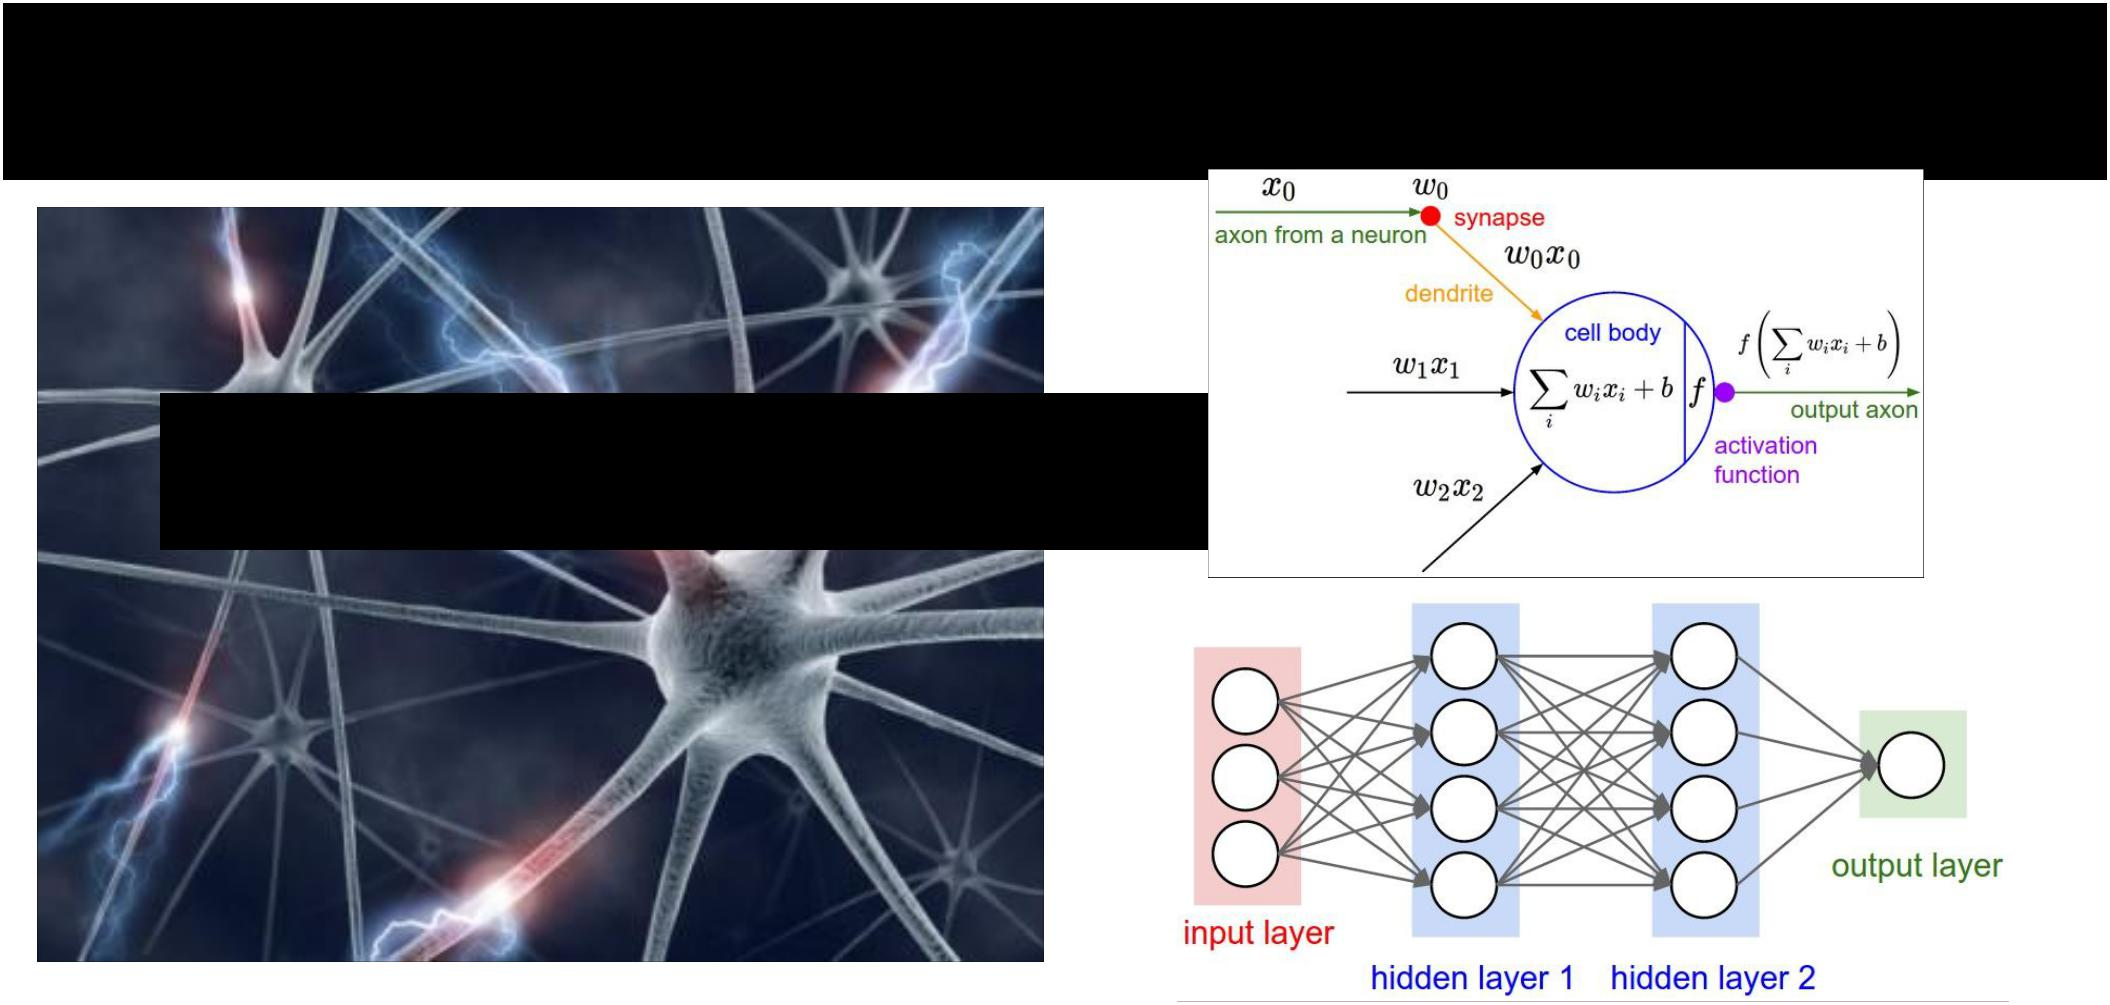 x₀
w₀
synapse
axon from a neuron
w₀x₀
dendrite
cell body
f(∑ᵢ wᵢxᵢ + b)
w₁x₁
∑ᵢ wᵢxᵢ + b
f
output axon
activation
function
w₂x₂
output layer
input layer
hidden layer 1
hidden layer 2